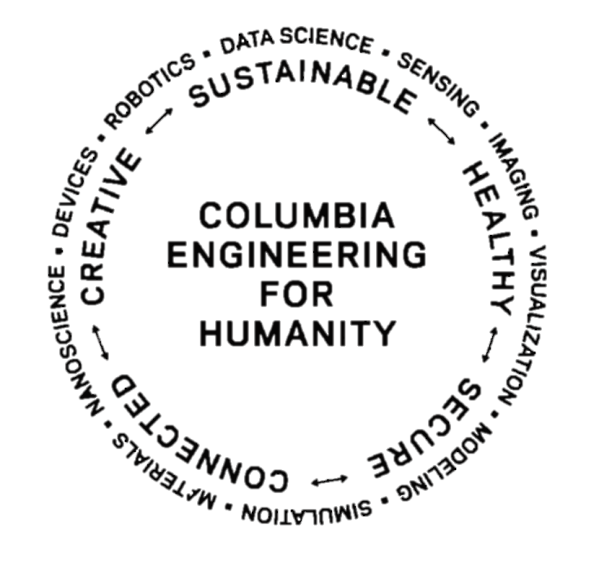 DATA SCIENCE • SENSING • IMAGING • VISUALIZATION • MODELING • SIMULATION • MATERIALS • NANOSCIENCE • DEVICES • ROBOTICS •
SUSTAINABLE ↔ HEALTHY ↔ SECURE ↔ CONNECTED ↔ CREATIVE ↔
COLUMBIA
ENGINEERING
FOR
HUMANITY